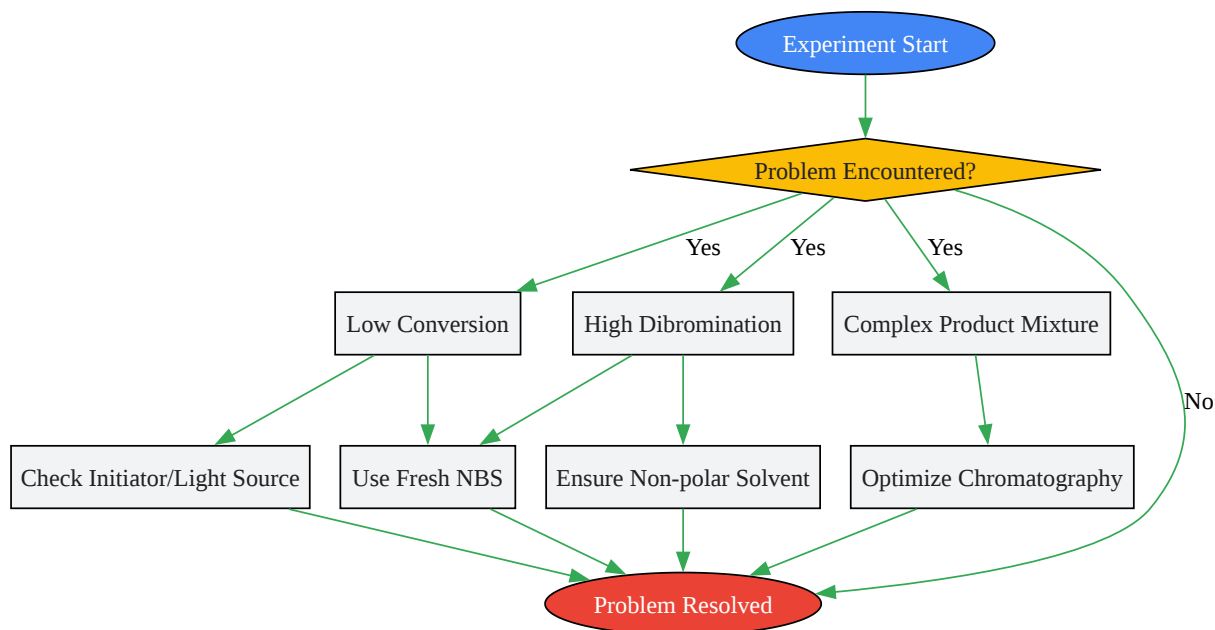 Experiment Start
Problem Encountered?
Yes
Yes
Yes
Low Conversion
High Dibromination
Complex Product Mixture
No
Check Initiator/Light Source
Use Fresh NBS
Ensure Non-polar Solvent
Optimize Chromatography
Problem Resolved